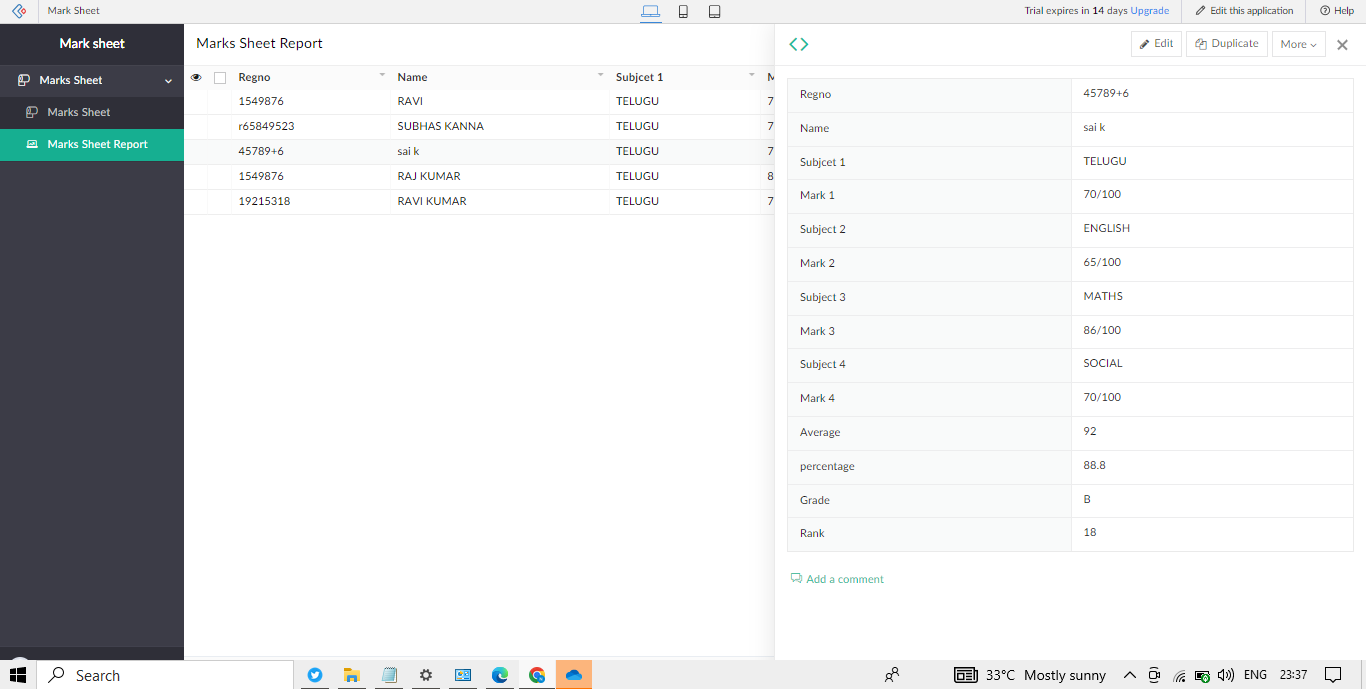 Mark Sheet
Trial expires in 14 days Upgrade
Edit this application
Help
Mark sheet
Marks Sheet
Marks Sheet
Marks Sheet Report
Marks Sheet Report
Regno Name Subjcet 1 M
1549876 RAVI TELUGU 7
r65849523 SUBHAS KANNA TELUGU 7
45789+6 sai k TELUGU 7
1549876 RAJ KUMAR TELUGU 8
19215318 RAVI KUMAR TELUGU 7
Edit Duplicate More
Regno 45789+6
Name sai k
Subjcet 1 TELUGU
Mark 1 70/100
Subject 2 ENGLISH
Mark 2 65/100
Subject 3 MATHS
Mark 3 86/100
Subject 4 SOCIAL
Mark 4 70/100
Average 92
percentage 88.8
Grade B
Rank 18
Add a comment
Search
33°C Mostly sunny
ENG
23:37